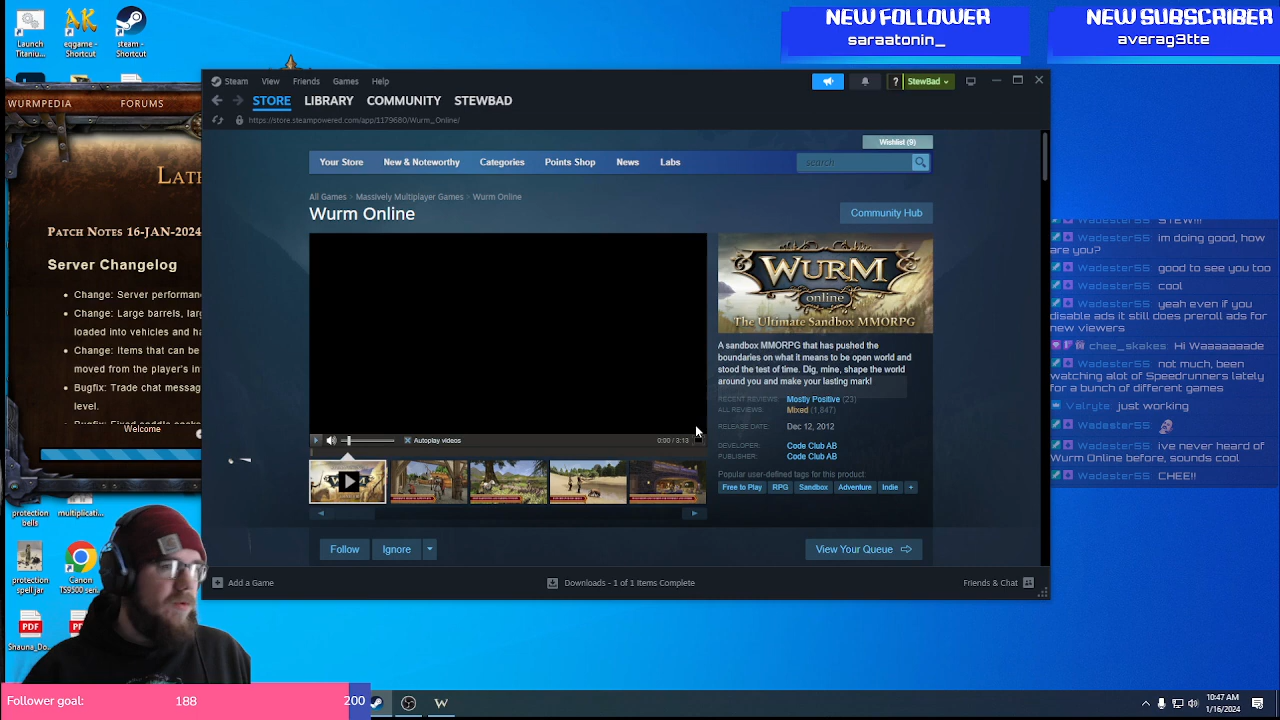 NEW FOLLOWER
saraatonin_
NEW SUBSCRIBER
averag9tte
Launch
Titaniu...
eqgame -
Shortcut
steam -
Shortcut
WURMPEDIA
FORUMS
LATE
PATCH NOTES 16-JAN-2024
Server Changelog
Change: Server performanc
Change: Large barrels, larg
loaded into vehicles and ha
Change: Items that can be
moved from the player's in
Bugfix: Trade chat messag
level.
Welcome
Steam View Friends Games Help
StewBad
STORE LIBRARY COMMUNITY STEWBAD
https://store.steampowered.com/app/1179680/Wurm_Online/
Wishlist (9)
Your Store New & Noteworthy Categories Points Shop News Labs
search
All Games > Massively Multiplayer Games > Wurm Online
Wurm Online
Community Hub
WURM
online
The Ultimate Sandbox MMORPG
A sandbox MMORPG that has pushed the
boundaries on what it means to be open world and
stood the test of time. Dig, mine, shape the world
around you and make your lasting mark!
RECENT REVIEWS: Mostly Positive (23)
ALL REVIEWS: Mixed (1,847)
RELEASE DATE: Dec 12, 2012
DEVELOPER: Code Club AB
PUBLISHER: Code Club AB
Popular user-defined tags for this product:
Free to Play RPG Sandbox Adventure Indie +
Autoplay videos
0:00 / 3:13
Follow Ignore
View Your Queue
Add a Game
Downloads - 1 of 1 Items Complete
Friends & Chat
Wadester55 STEW!!!
Wadester55 im doing good, how
are you?
Wadester55 good to see you too
Wadester55 cool
Wadester55 yeah even if you
disable ads it still does preroll ads for
new viewers
chee_skakes: Hi Waaaaaade
Wadester55 not much, been
watching alot of Speedrunners lately
for a bunch of different games
Valryte: just working
Wadester55
Wadester55 ive never heard of
Wurm Online before, sounds cool
Wadester55 CHEE!!
protection
bells
multiplicati...
protection
spell jar
Canon
TS9500 seri...
PDF
Shauna_Do...
Follower goal: 188 200
10:47 AM
1/16/2024